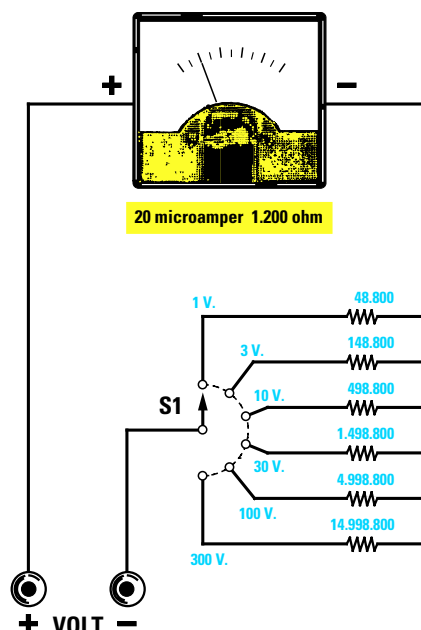 + −
20 microamper 1.200 ohm
1 V. 48.800
3 V. 148.800
10 V. 498.800
S1
30 V. 1.498.800
100 V. 4.998.800
300 V. 14.998.800
+ VOLT −